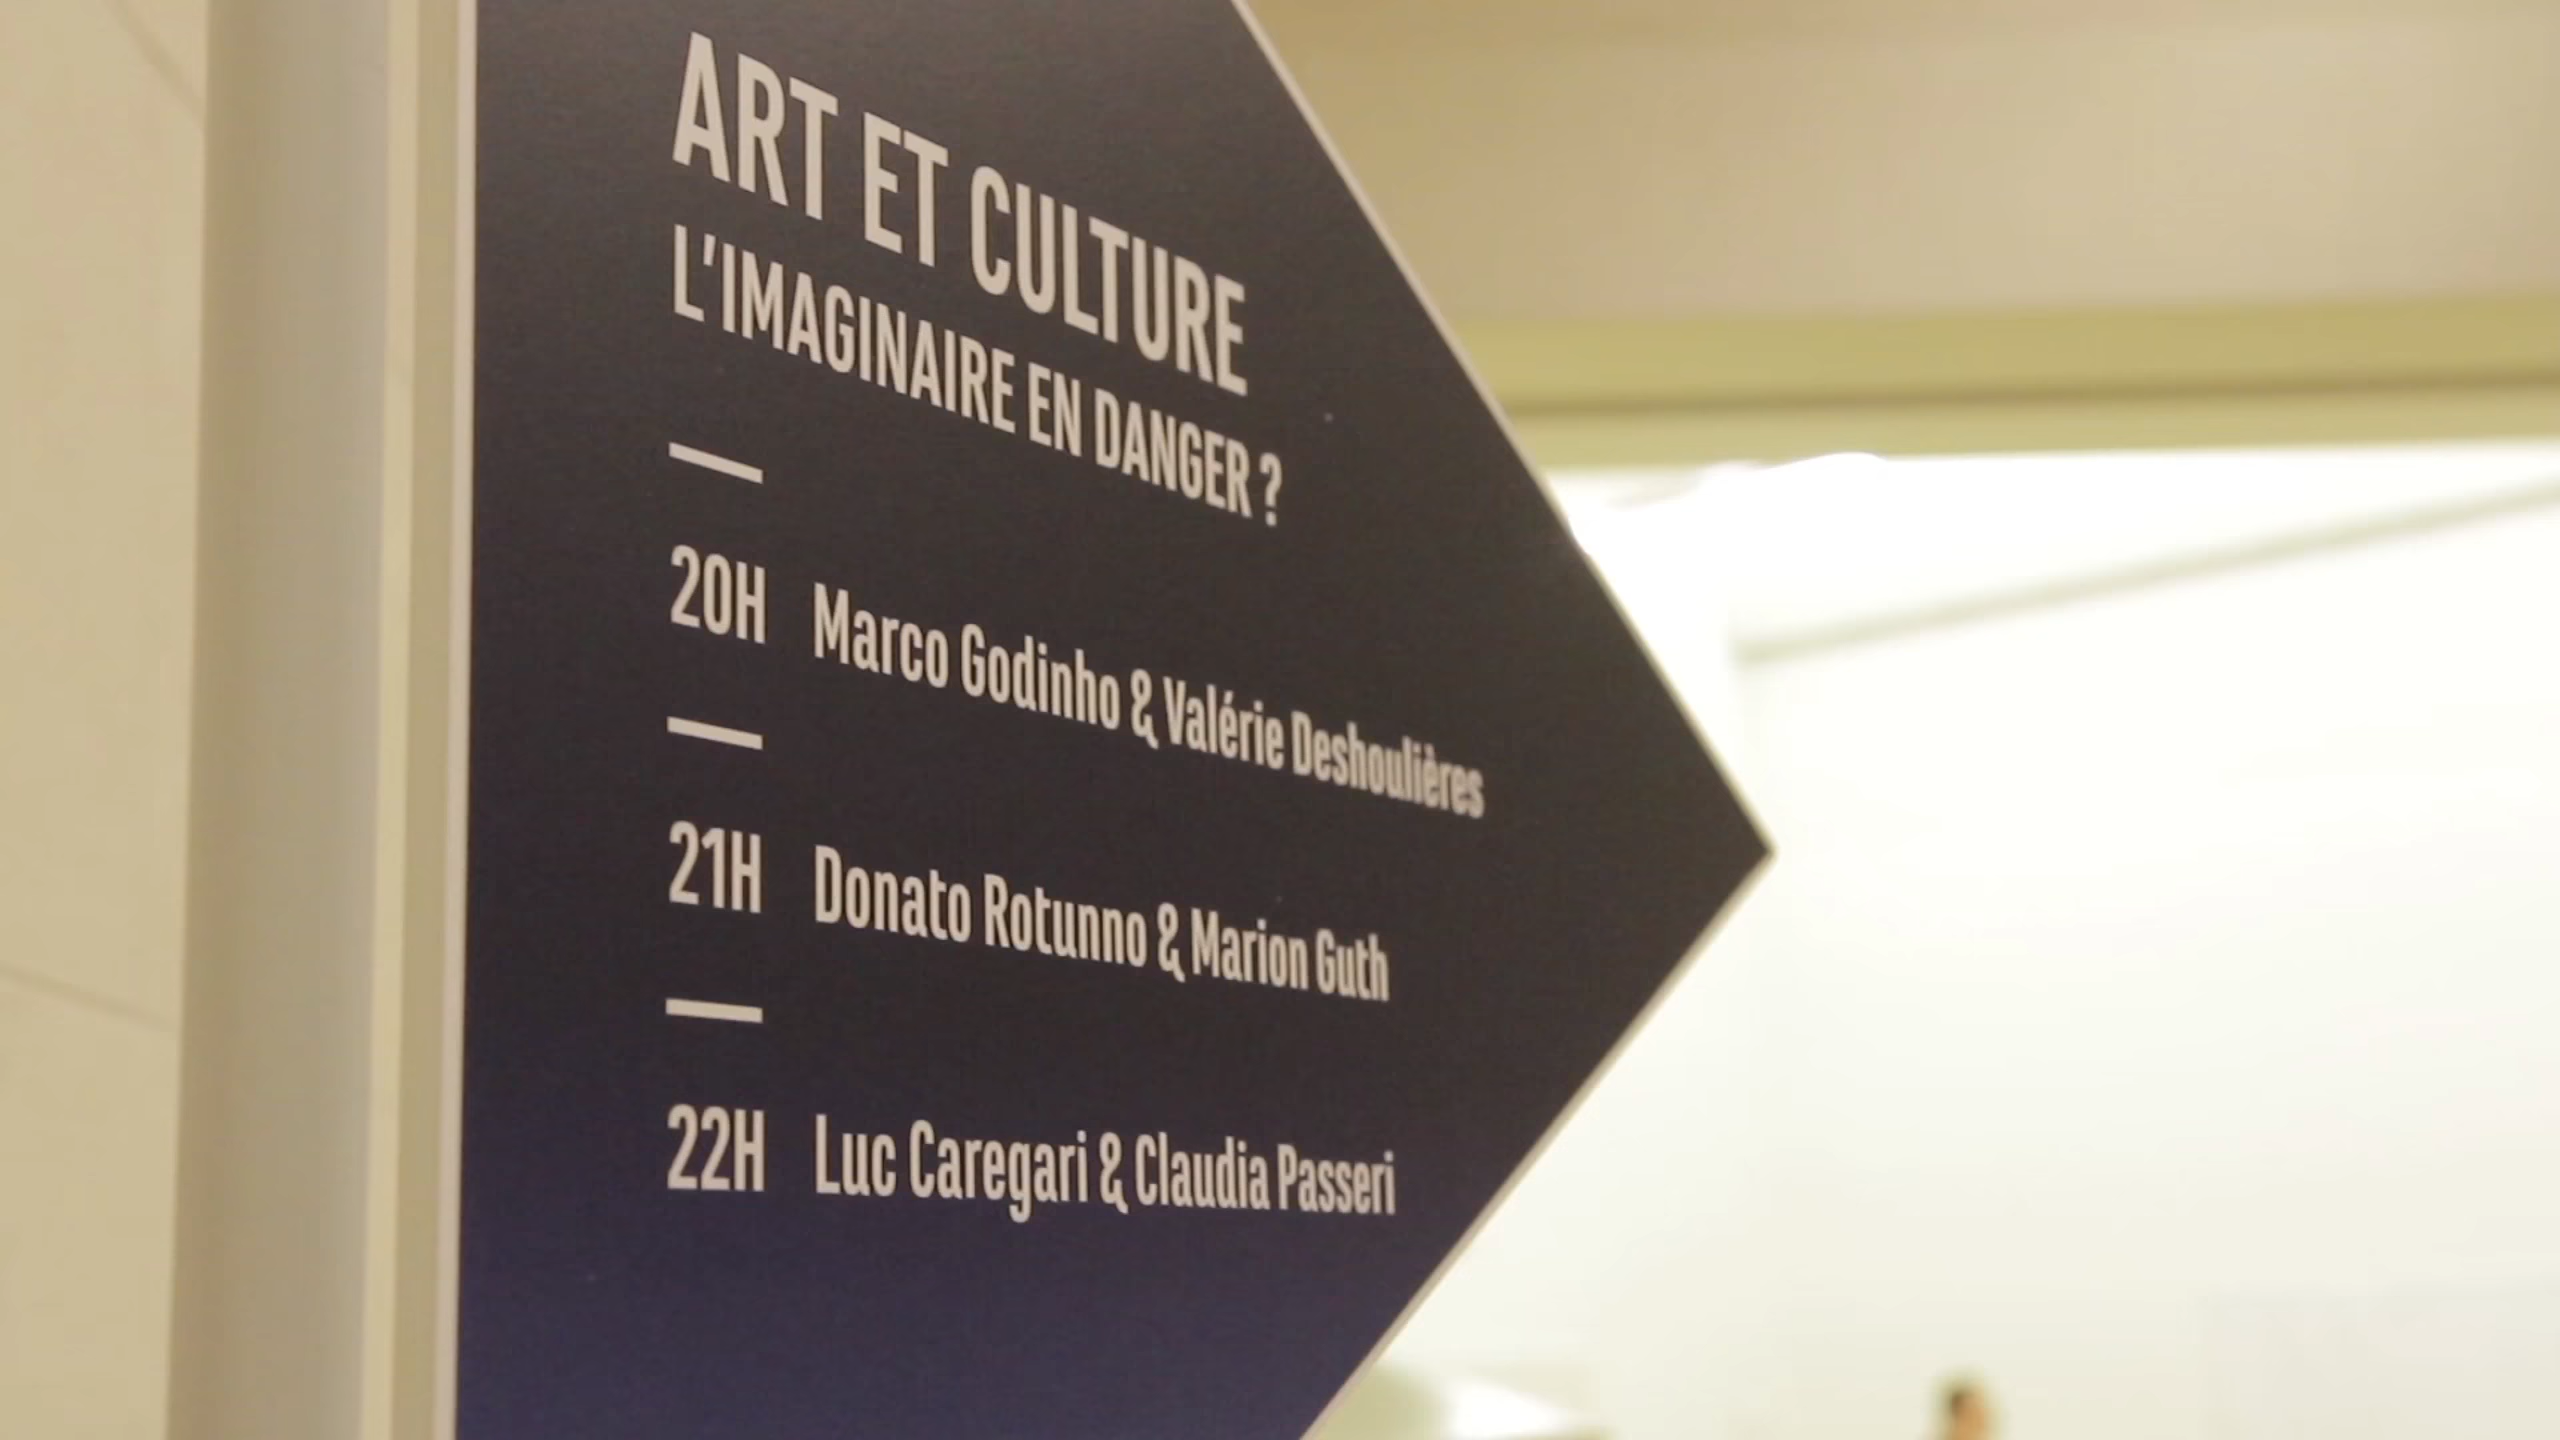 ART ET CULTURE
L'IMAGINAIRE EN DANGER ?
20H Marco Godinho & Valérie Deshoulières
21H Donato Rotunno & Marion Guth
22H Luc Caregari & Claudia Passeri